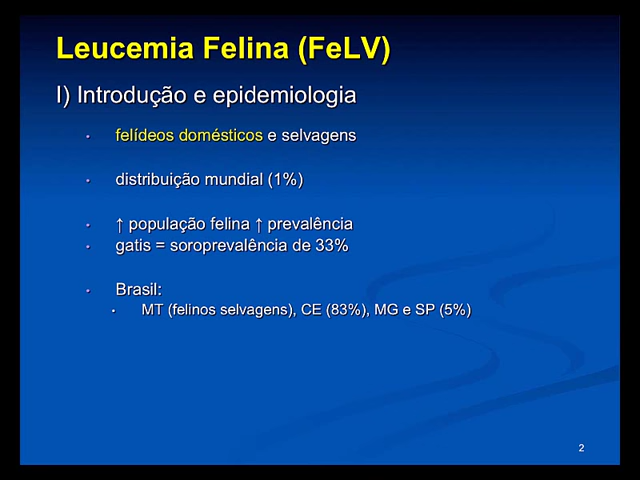 Leucemia Felina (FeLV)
I) Introdução e epidemiologia
• felídeos domésticos e selvagens
• distribuição mundial (1%)
• ↑ população felina ↑ prevalência
• gatis = soroprevalência de 33%
• Brasil:
• MT (felinos selvagens), CE (83%), MG e SP (5%)
2